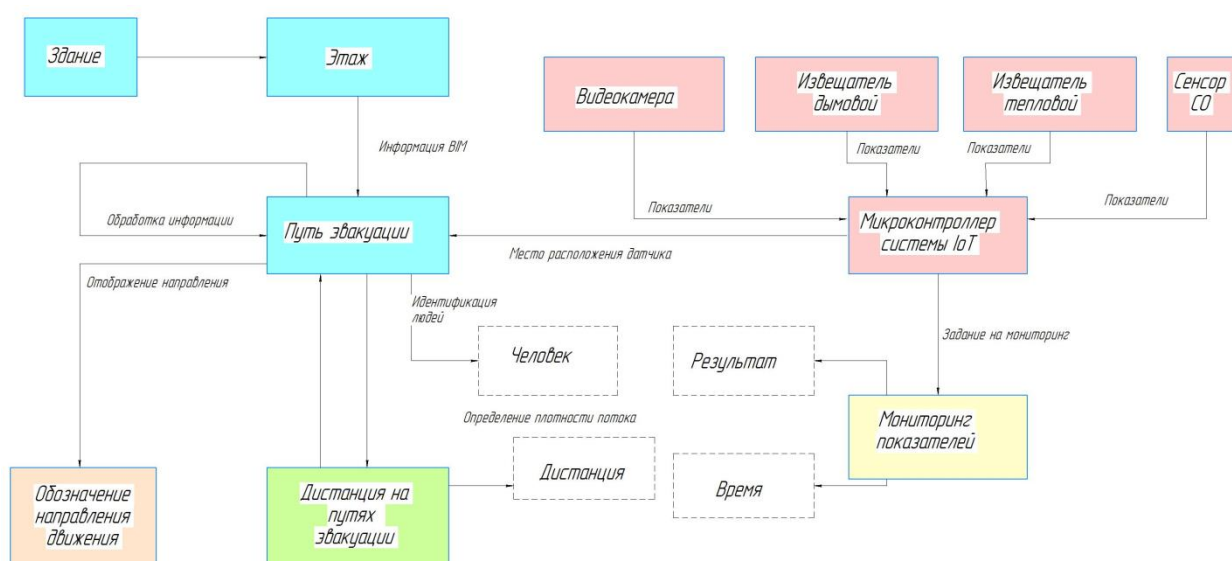 Здание
Этаж
Видеокамера
Извещатель
дымовой
Извещатель
тепловой
Сенсор
CO
Информация BIM
Показатели
Показатели
Обработка информации
Путь эвакуации
Показатели
Микроконтроллер
системы IoT
Показатели
Место расположения датчика
Отображение направления
Идентификация
людей
Задание на мониторинг
Человек
Результат
Определение плотности потока
Мониторинг
показателей
Обозначение
направления
движения
Дистанция на
путях
эвакуации
Дистанция
Время